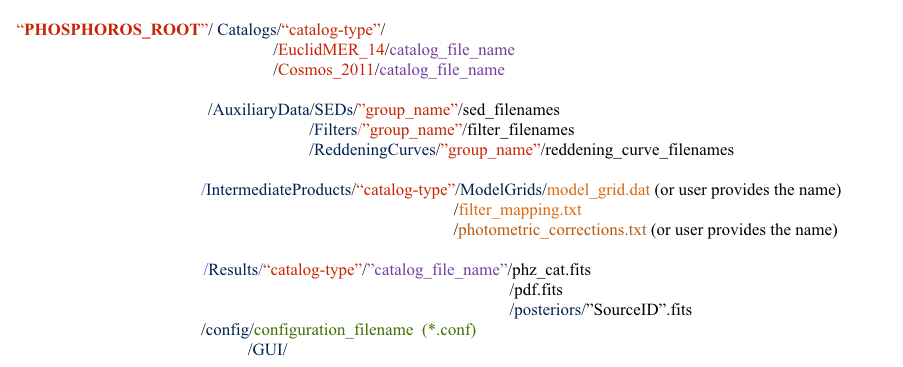 “PHOSPHOROS_ROOT”/ Catalogs/“catalog-type”/
/EuclidMER_14/catalog_file_name
/Cosmos_2011/catalog_file_name
/AuxiliaryData/SEDs/”group_name”/sed_filenames
/Filters/”group_name”/filter_filenames
/ReddeningCurves/”group_name”/reddening_curve_filenames
/IntermediateProducts/“catalog-type”/ModelGrids/model_grid.dat (or user provides the name)
/filter_mapping.txt
/photometric_corrections.txt (or user provides the name)
/Results/“catalog-type”/”catalog_file_name”/phz_cat.fits
/pdf.fits
/posteriors/”SourceID”.fits
/config/configuration_filename (*.conf)
/GUI/